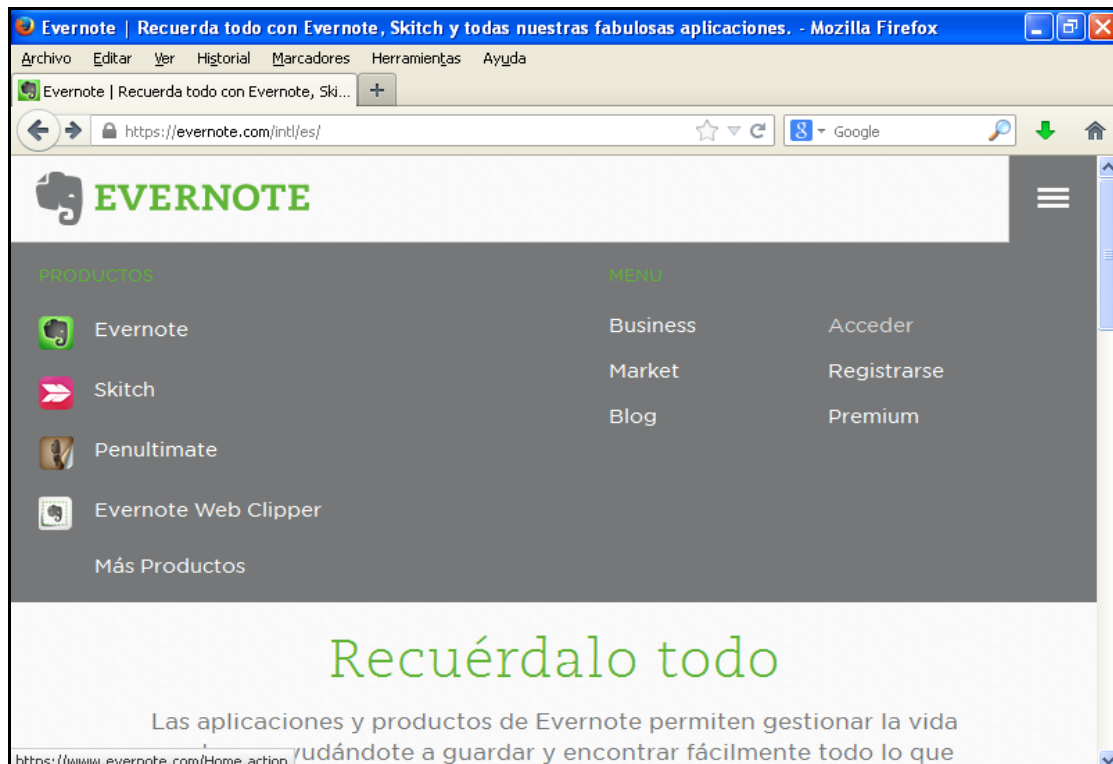 Evernote | Recuerda todo con Evernote, Skitch y todas nuestras fabulosas aplicaciones. - Mozilla Firefox
Archivo Editar Ver Historial Marcadores Herramientas Ayuda
Evernote | Recuerda todo con Evernote, Ski...
https://evernote.com/intl/es/ Google
EVERNOTE
PRODUCTOS MENU
Evernote Business Acceder
Skitch Market Registrarse
Penultimate Blog Premium
Evernote Web Clipper
Más Productos
Recuérdalo todo
Las aplicaciones y productos de Evernote permiten gestionar la vida
yudándote a guardar y encontrar fácilmente todo lo que
https://www.evernote.com/Home.action